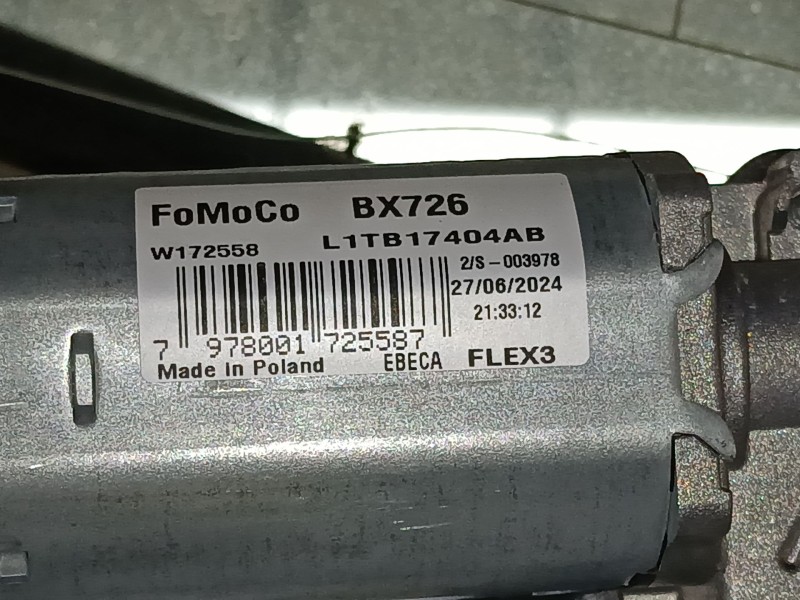 FoMoCo BX726
W172558 L1TB17404AB
2/S-003978
27/06/2024
21:33:12
7 978001 725587
Made in Poland EBECA FLEX3